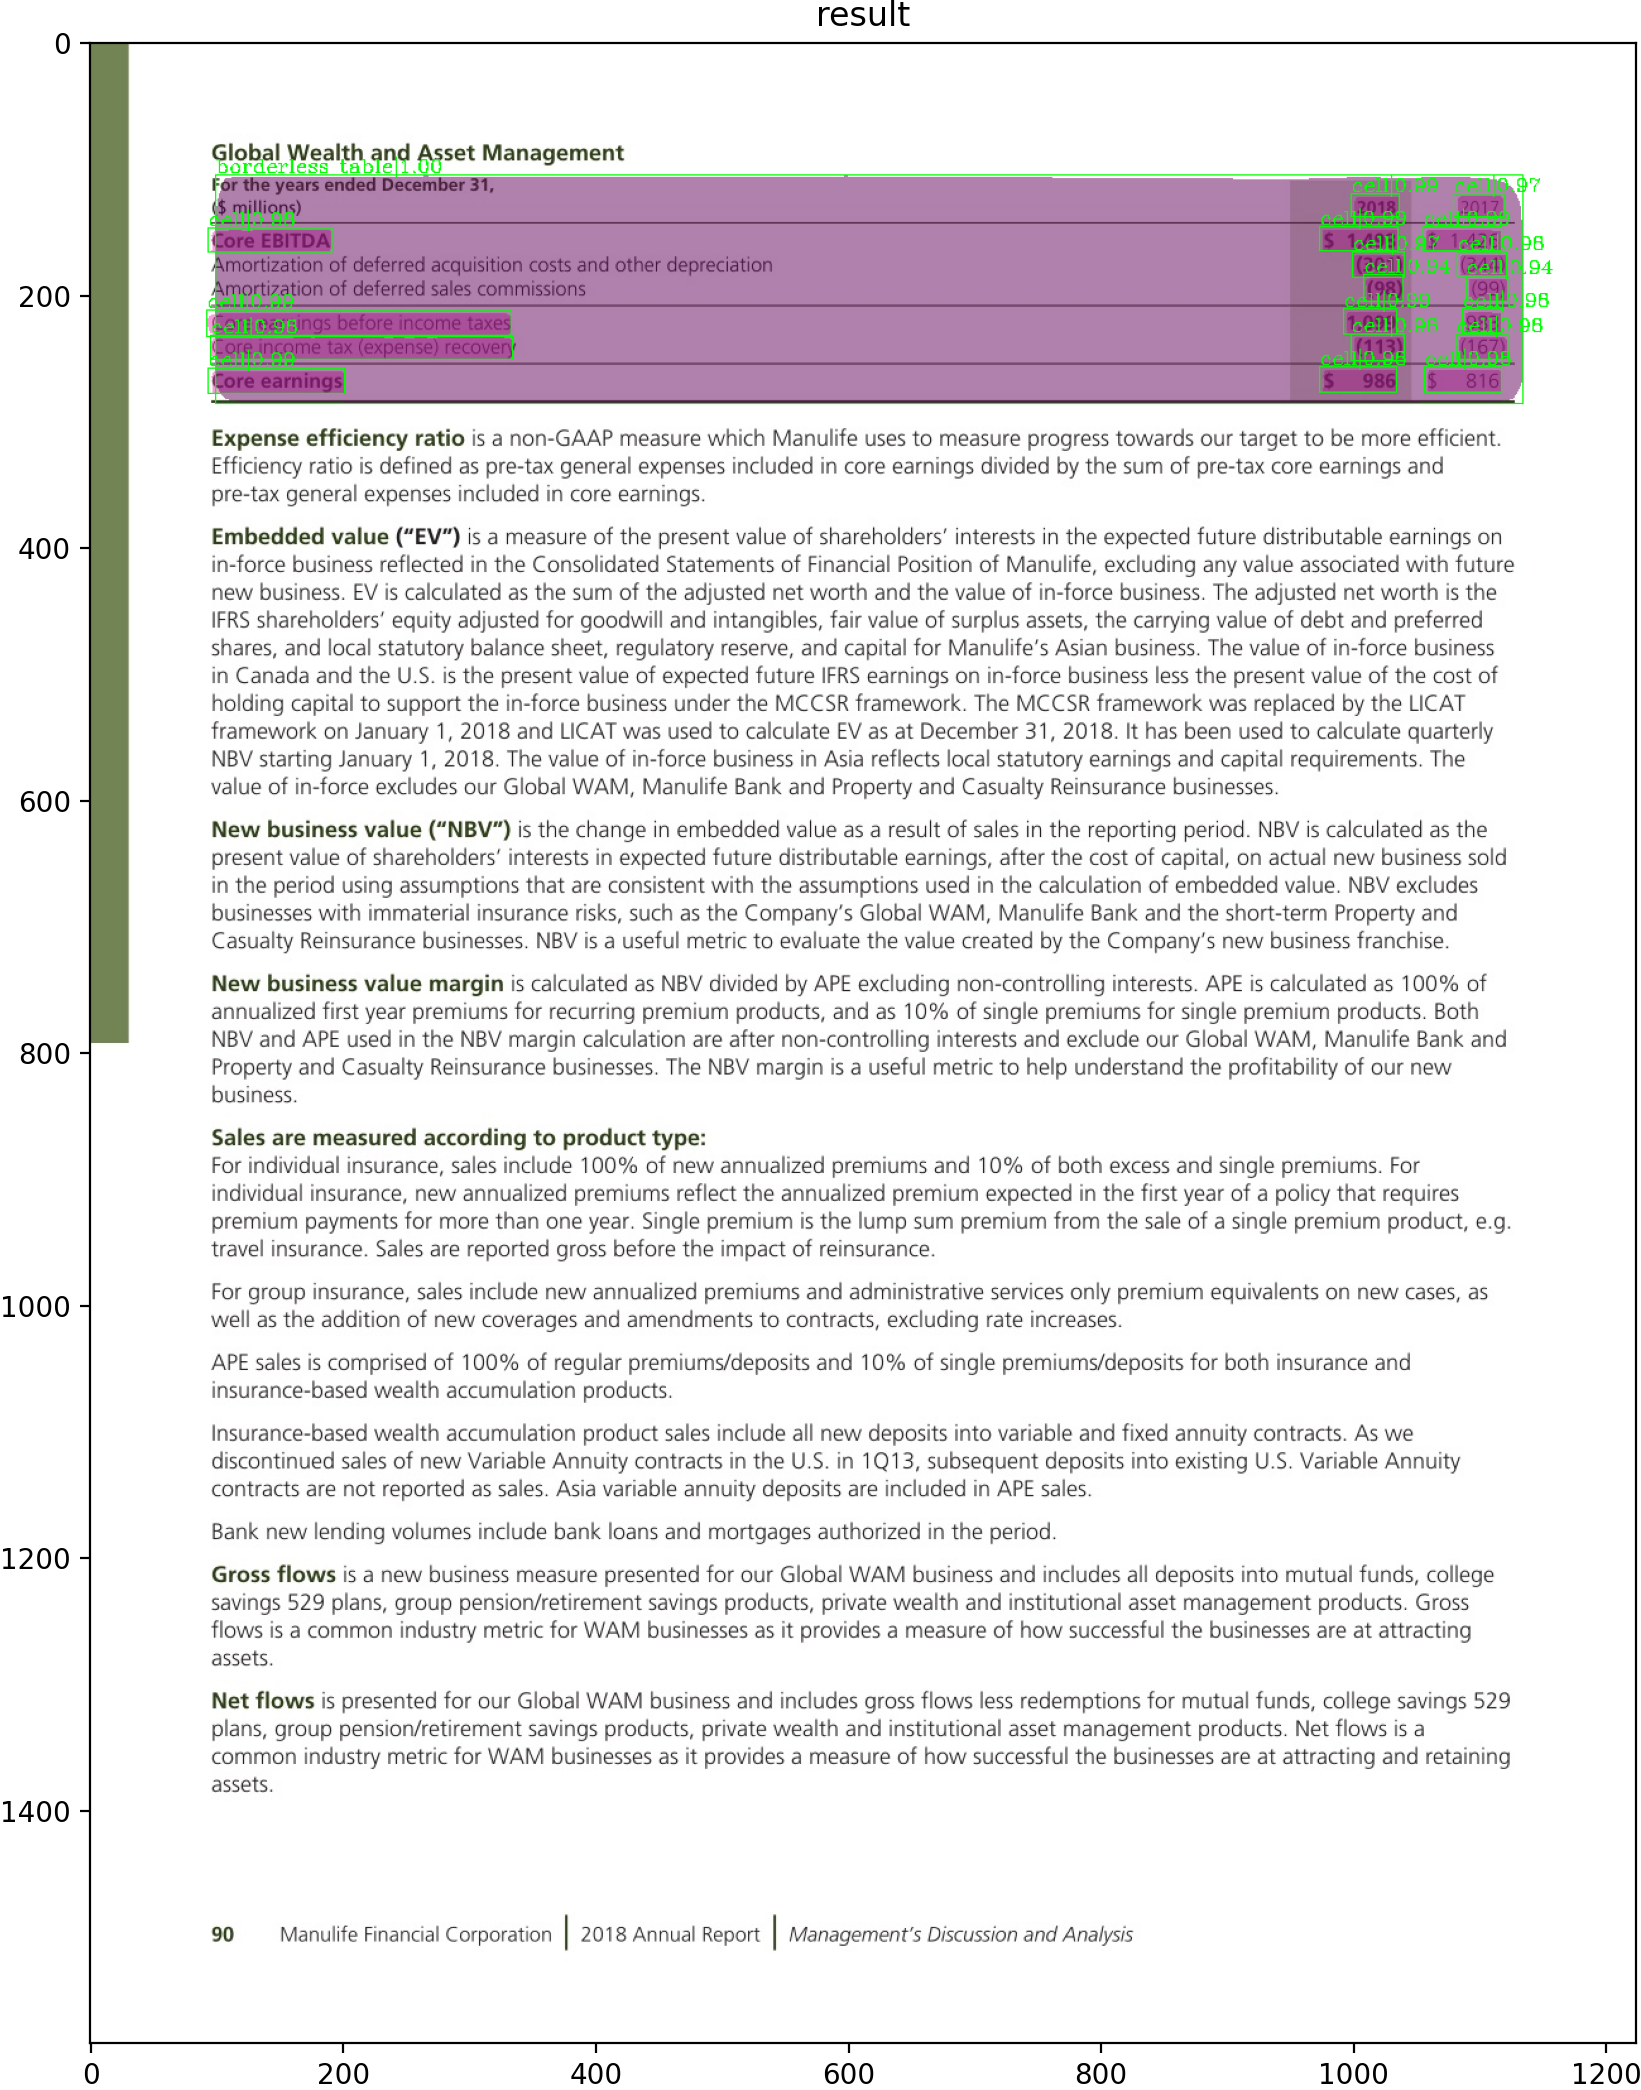 result
Global Wealth and Asset Management
borderless_table|1.00
For the years ended December 31,
($ millions) 2018 2017
Core EBITDA $ $
Amortization of deferred acquisition costs and other depreciation
Amortization of deferred sales commissions (98) (99)
Core earnings before income taxes
Core income tax (expense) recovery (113) (167)
Core earnings $ 986 $ 816
Expense efficiency ratio is a non-GAAP measure which Manulife uses to measure progress towards our target to be more efficient.
Efficiency ratio is defined as pre-tax general expenses included in core earnings divided by the sum of pre-tax core earnings and
pre-tax general expenses included in core earnings.
Embedded value (“EV”) is a measure of the present value of shareholders’ interests in the expected future distributable earnings on
in-force business reflected in the Consolidated Statements of Financial Position of Manulife, excluding any value associated with future
new business. EV is calculated as the sum of the adjusted net worth and the value of in-force business. The adjusted net worth is the
IFRS shareholders’ equity adjusted for goodwill and intangibles, fair value of surplus assets, the carrying value of debt and preferred
shares, and local statutory balance sheet, regulatory reserve, and capital for Manulife’s Asian business. The value of in-force business
in Canada and the U.S. is the present value of expected future IFRS earnings on in-force business less the present value of the cost of
holding capital to support the in-force business under the MCCSR framework. The MCCSR framework was replaced by the LICAT
framework on January 1, 2018 and LICAT was used to calculate EV as at December 31, 2018. It has been used to calculate quarterly
NBV starting January 1, 2018. The value of in-force business in Asia reflects local statutory earnings and capital requirements. The
value of in-force excludes our Global WAM, Manulife Bank and Property and Casualty Reinsurance businesses.
New business value (“NBV”) is the change in embedded value as a result of sales in the reporting period. NBV is calculated as the
present value of shareholders’ interests in expected future distributable earnings, after the cost of capital, on actual new business sold
in the period using assumptions that are consistent with the assumptions used in the calculation of embedded value. NBV excludes
businesses with immaterial insurance risks, such as the Company’s Global WAM, Manulife Bank and the short-term Property and
Casualty Reinsurance businesses. NBV is a useful metric to evaluate the value created by the Company’s new business franchise.
New business value margin is calculated as NBV divided by APE excluding non-controlling interests. APE is calculated as 100% of
annualized first year premiums for recurring premium products, and as 10% of single premiums for single premium products. Both
NBV and APE used in the NBV margin calculation are after non-controlling interests and exclude our Global WAM, Manulife Bank and
Property and Casualty Reinsurance businesses. The NBV margin is a useful metric to help understand the profitability of our new
business.
Sales are measured according to product type:
For individual insurance, sales include 100% of new annualized premiums and 10% of both excess and single premiums. For
individual insurance, new annualized premiums reflect the annualized premium expected in the first year of a policy that requires
premium payments for more than one year. Single premium is the lump sum premium from the sale of a single premium product, e.g.
travel insurance. Sales are reported gross before the impact of reinsurance.
For group insurance, sales include new annualized premiums and administrative services only premium equivalents on new cases, as
well as the addition of new coverages and amendments to contracts, excluding rate increases.
APE sales is comprised of 100% of regular premiums/deposits and 10% of single premiums/deposits for both insurance and
insurance-based wealth accumulation products.
Insurance-based wealth accumulation product sales include all new deposits into variable and fixed annuity contracts. As we
discontinued sales of new Variable Annuity contracts in the U.S. in 1Q13, subsequent deposits into existing U.S. Variable Annuity
contracts are not reported as sales. Asia variable annuity deposits are included in APE sales.
Bank new lending volumes include bank loans and mortgages authorized in the period.
Gross flows is a new business measure presented for our Global WAM business and includes all deposits into mutual funds, college
savings 529 plans, group pension/retirement savings products, private wealth and institutional asset management products. Gross
flows is a common industry metric for WAM businesses as it provides a measure of how successful the businesses are at attracting
assets.
Net flows is presented for our Global WAM business and includes gross flows less redemptions for mutual funds, college savings 529
plans, group pension/retirement savings products, private wealth and institutional asset management products. Net flows is a
common industry metric for WAM businesses as it provides a measure of how successful the businesses are at attracting and retaining
assets.
90 Manulife Financial Corporation 2018 Annual Report Management’s Discussion and Analysis
0
200
400
600
800
1000
1200
1400
0 200 400 600 800 1000 1200